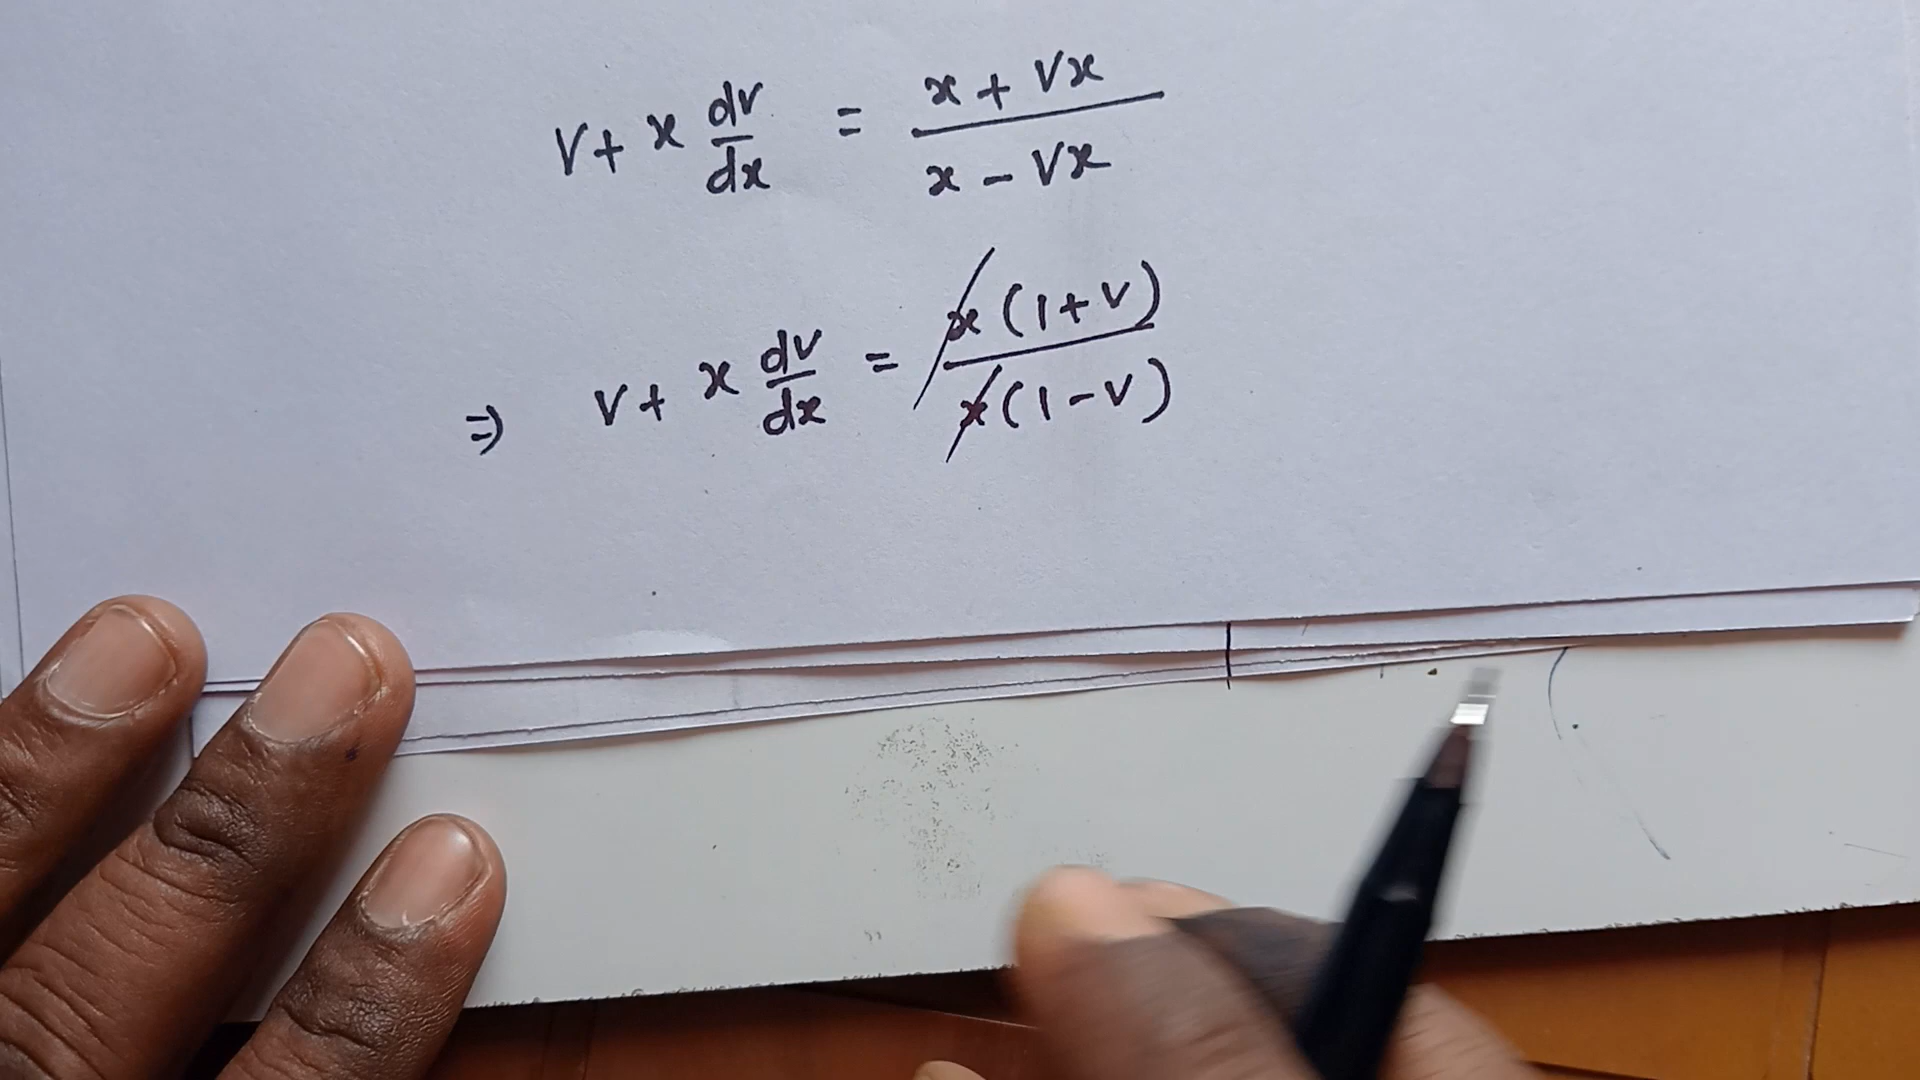 V + x dv/dx = x + Vx / x - Vx
⇒ V + x dv/dx = x(1+V) / x(1-V)